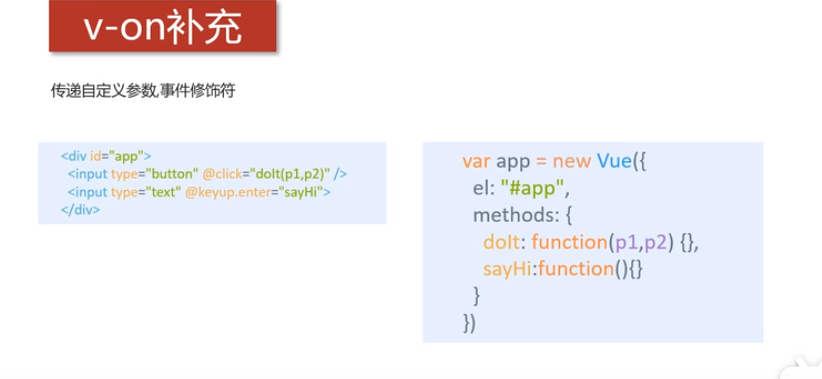 v-on补充
传递自定义参数,事件修饰符
<div id="app">
<input type="button" @click="doIt(p1,p2)" />
<input type="text" @keyup.enter="sayHi">
</div>
var app = new Vue({
el: "#app",
methods: {
doIt: function(p1,p2) {},
sayHi:function(){}
}
})